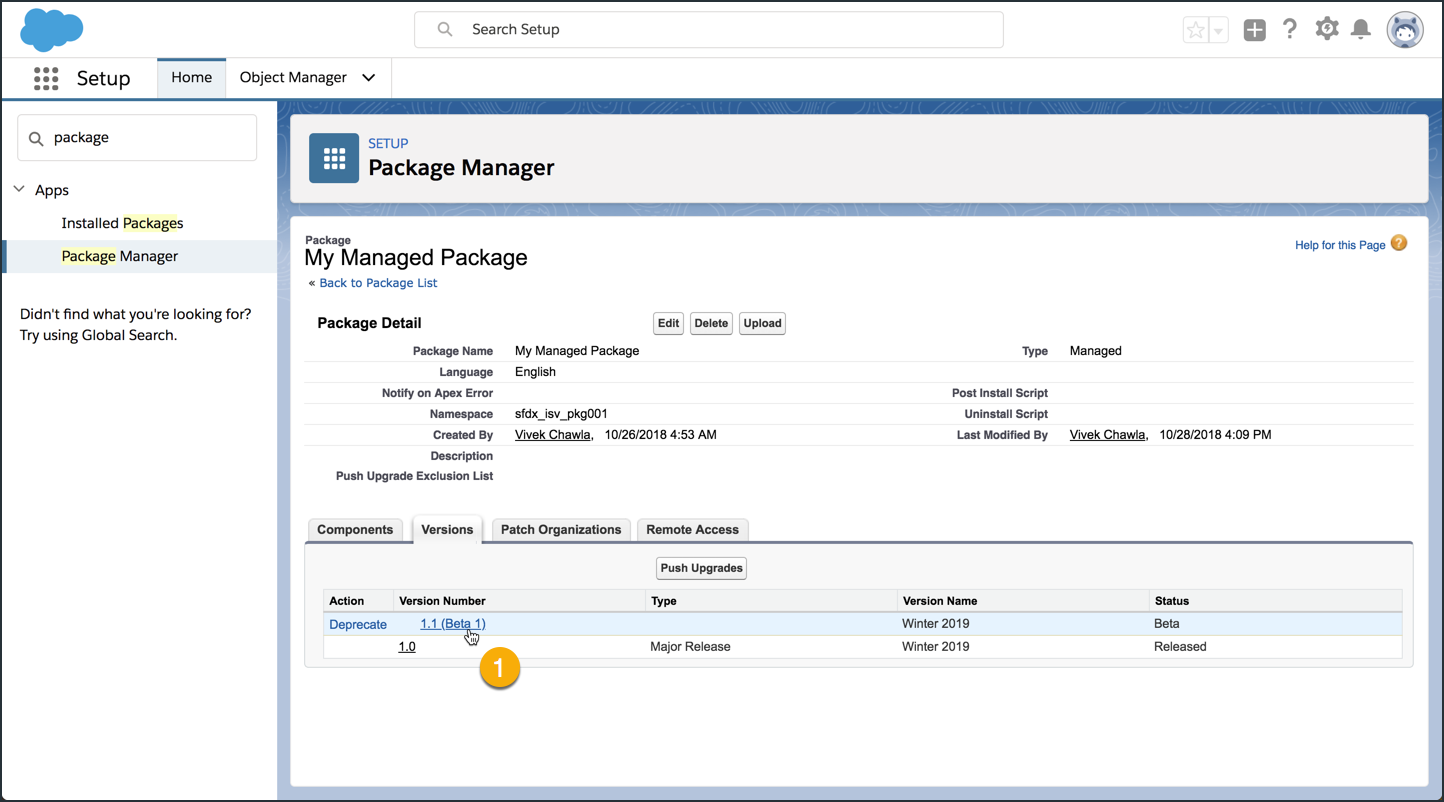 Search Setup
Setup
Home
Object Manager
package
Apps
Installed Packages
Package Manager
Didn't find what you're looking for?
Try using Global Search.
SETUP
Package Manager
Package
My Managed Package
« Back to Package List
Help for this Page ?
Package Detail
Edit Delete Upload
Package Name My Managed Package Type Managed
Language English
Notify on Apex Error Post Install Script
Namespace sfdx_isv_pkg001 Uninstall Script
Created By Vivek Chawla, 10/26/2018 4:53 AM Last Modified By Vivek Chawla, 10/28/2018 4:09 PM
Description
Push Upgrade Exclusion List
Components Versions Patch Organizations Remote Access
Push Upgrades
Action Version Number Type Version Name Status
Deprecate 1.1 (Beta 1) Winter 2019 Beta
1.0 Major Release Winter 2019 Released
1